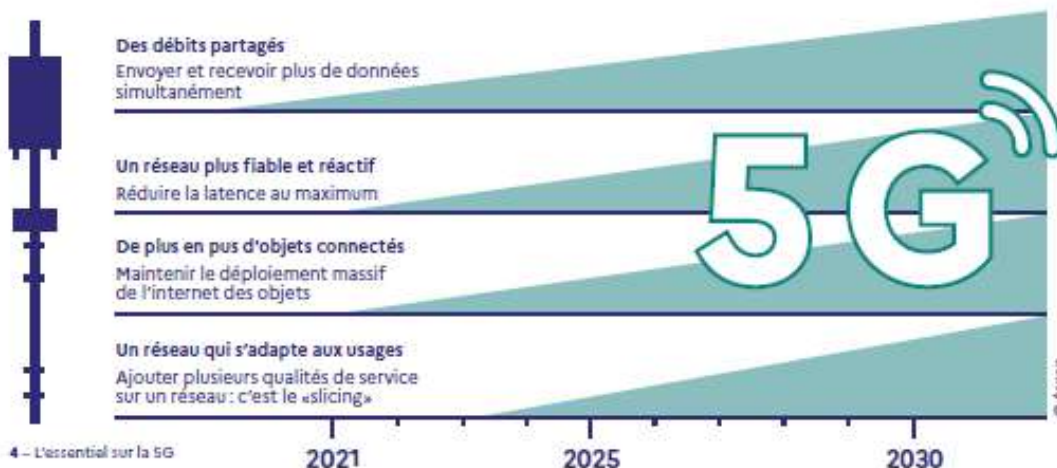 Des débits partagés
Envoyer et recevoir plus de données
simultanément
Un réseau plus fiable et réactif
Réduire la latence au maximum
De plus en pus d'objets connectés
Maintenir le déploiement massif
de l'internet des objets
Un réseau qui s'adapte aux usages
Ajouter plusieurs qualités de service
sur un réseau : c'est le «slicing»
5G
2021
2025
2030
4 – L'essentiel sur la 5G